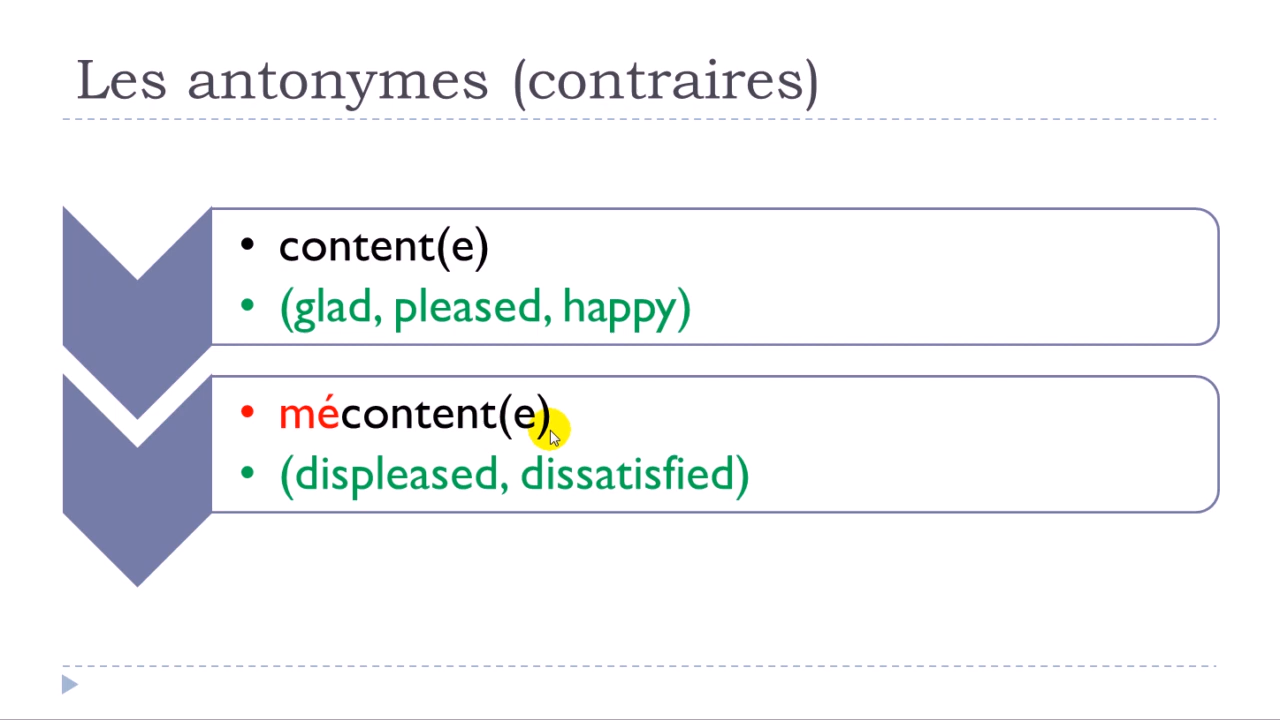 Les antonymes (contraires)
• content(e)
• (glad, pleased, happy)
• mécontent(e)
• (displeased, dissatisfied)